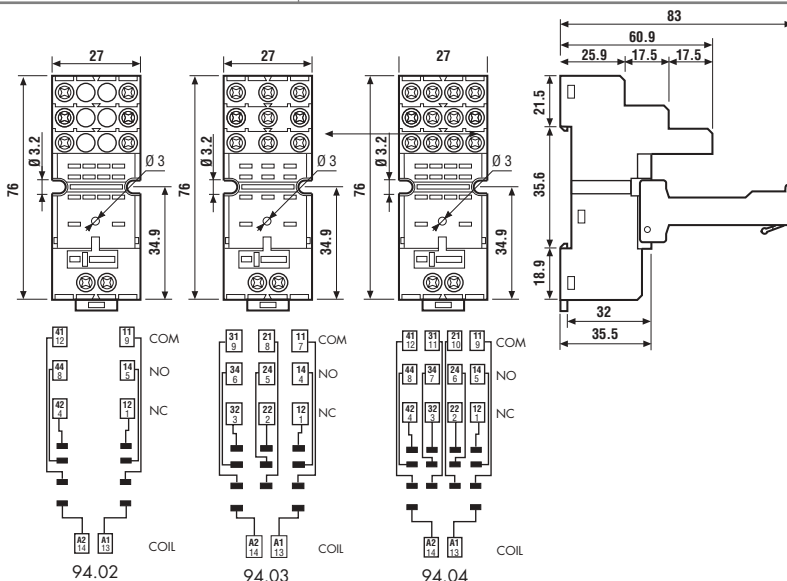 27
27
27
83
60.9
25.9
17.5
17.5
76
Ø 3.2
Ø 3
34.9
76
Ø 3.2
Ø 3
34.9
76
Ø 3.2
Ø 3
34.9
21.5
35.6
18.9
32
35.5
41 11
12 9
COM
44 14
8 5
NO
42 12
4 1
NC
A2 A1
14 13
COIL
94.02
31 21 11
9 8 7
COM
34 24 14
6 5 4
NO
32 22 12
3 2 1
NC
A2 A1
14 13
COIL
94.03
41 31 21 11
12 11 10 9
COM
44 34 24 14
8 7 6 5
NO
42 32 22 12
4 3 2 1
NC
A2 A1
14 13
COIL
94.04